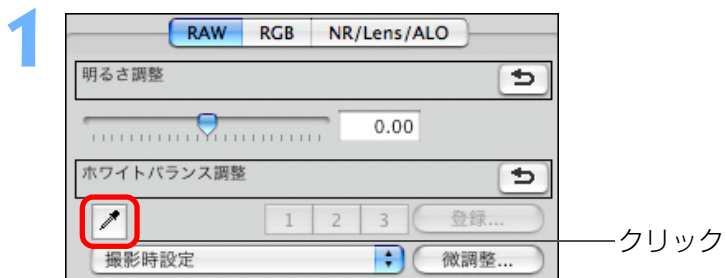 1
RAW RGB NR/Lens/ALO
明るさ調整
0.00
ホワイトバランス調整
1 2 3 登録...
撮影時設定 微調整...
クリック